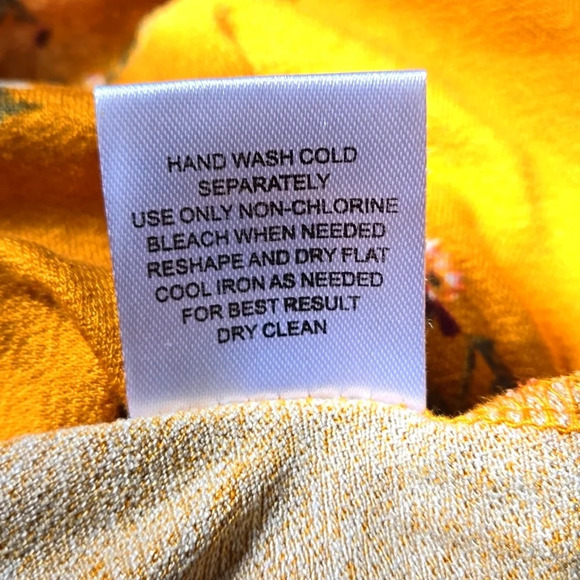 HAND WASH COLD
SEPARATELY
USE ONLY NON-CHLORINE
BLEACH WHEN NEEDED
RESHAPE AND DRY FLAT
COOL IRON AS NEEDED
FOR BEST RESULT
DRY CLEAN